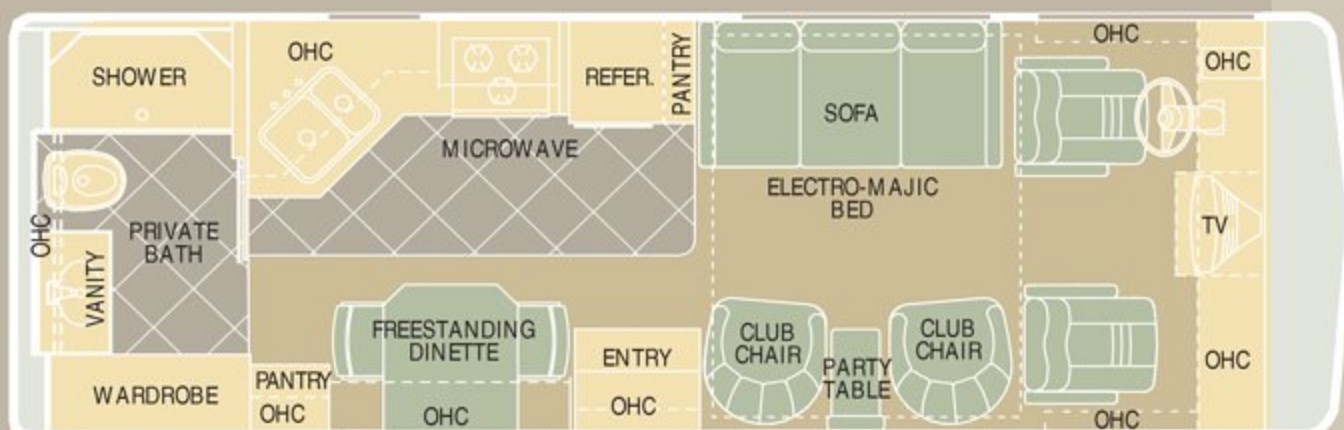 SHOWER
OHC
REFER.
PANTRY
SOFA
OHC
OHC
MICROWAVE
ELECTRO-MAJIC
BED
OHC
PRIVATE
BATH
VANITY
TV
FREESTANDING
DINETTE
ENTRY
CLUB
CHAIR
PARTY
TABLE
CLUB
CHAIR
OHC
WARDROBE
PANTRY
OHC
OHC
OHC
OHC